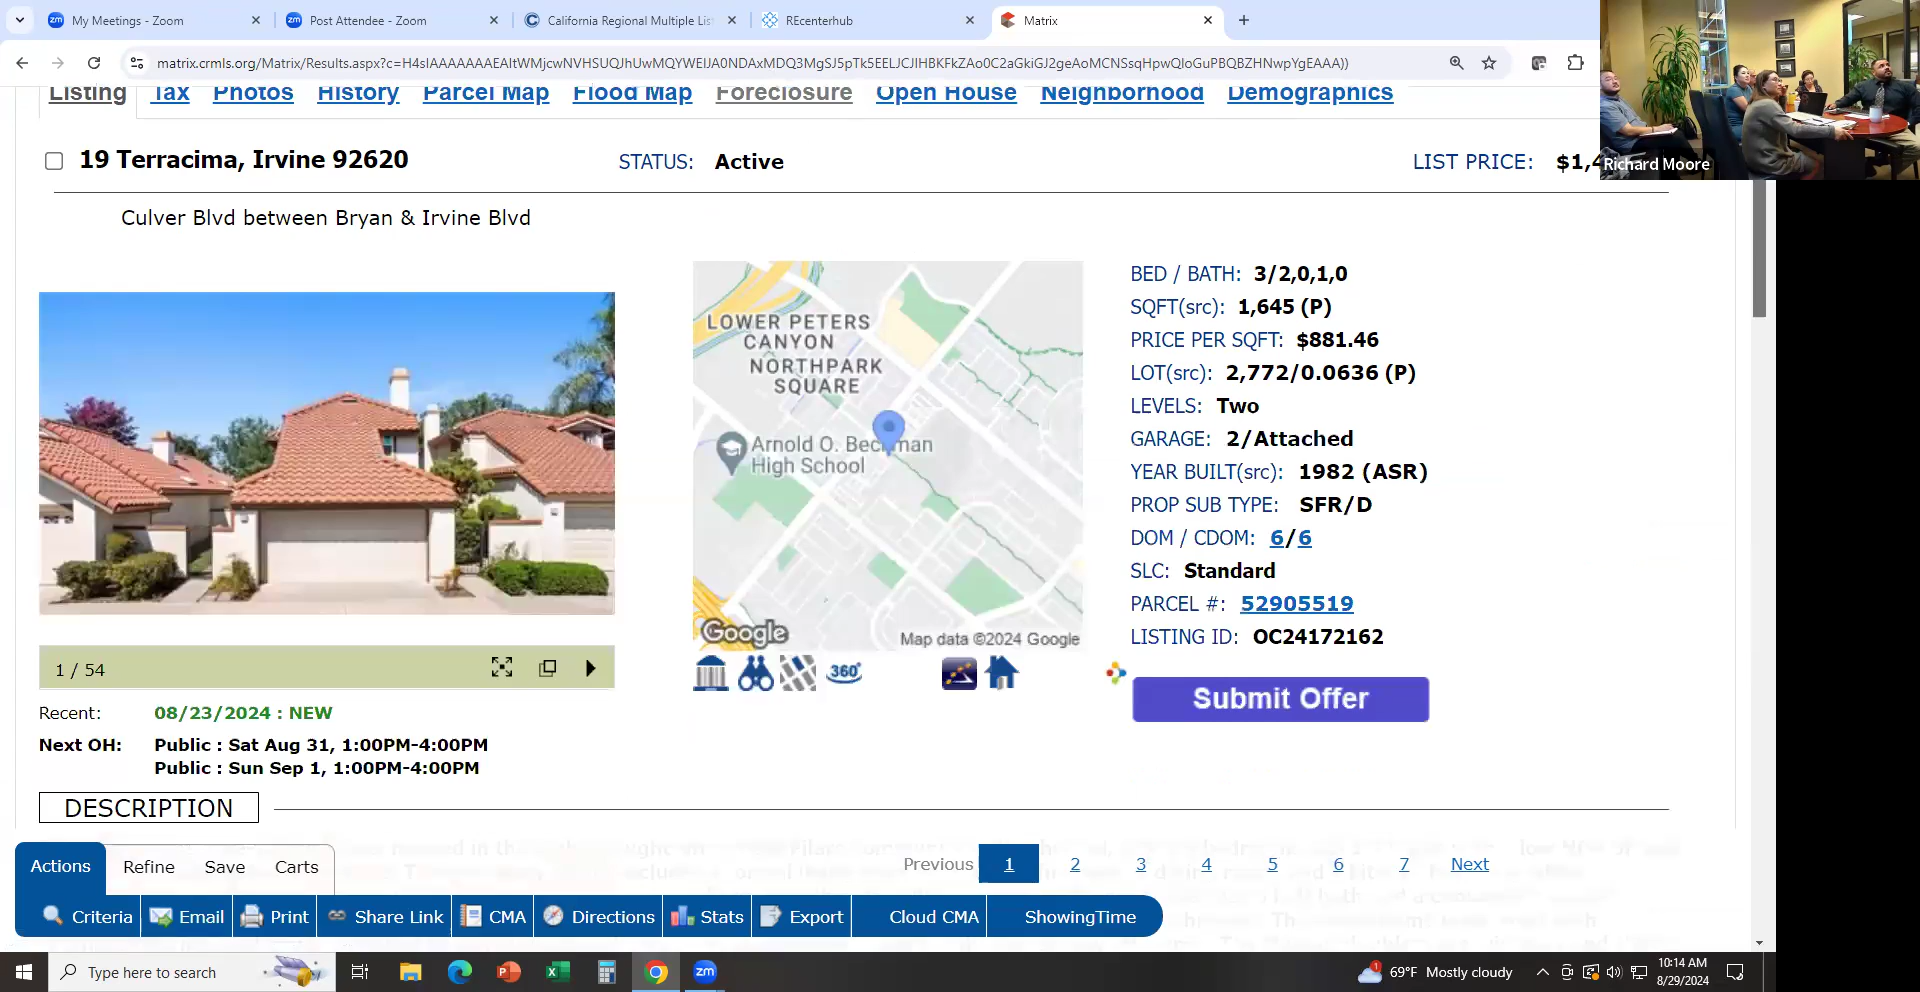 My Meetings - Zoom
Post Attendee - Zoom
California Regional Multiple Lis
REcenterhub
Matrix
Listing Tax Photos History Parcel Map Flood Map Foreclosure Open House Neighborhood Demographics
19 Terracima, Irvine 92620
STATUS: Active
LIST PRICE: $1,4
Richard Moore
Culver Blvd between Bryan & Irvine Blvd
LOWER PETERS
CANYON
NORTHPARK
SQUARE
Arnold O. Beckman
High School
Google
Map data ©2024 Google
360°
BED / BATH: 3/2,0,1,0
SQFT(src): 1,645 (P)
PRICE PER SQFT: $881.46
LOT(src): 2,772/0.0636 (P)
LEVELS: Two
GARAGE: 2/Attached
YEAR BUILT(src): 1982 (ASR)
PROP SUB TYPE: SFR/D
DOM / CDOM: 6/6
SLC: Standard
PARCEL #: 52905519
LISTING ID: OC24172162
Submit Offer
1 / 54
Recent: 08/23/2024 : NEW
Next OH: Public : Sat Aug 31, 1:00PM-4:00PM
Public : Sun Sep 1, 1:00PM-4:00PM
DESCRIPTION
Actions Refine Save Carts
Previous 1 2 3 4 5 6 7 Next
Criteria Email Print Share Link CMA Directions Stats Export Cloud CMA ShowingTime
Type here to search
zm
69°F Mostly cloudy
10:14 AM
8/29/2024